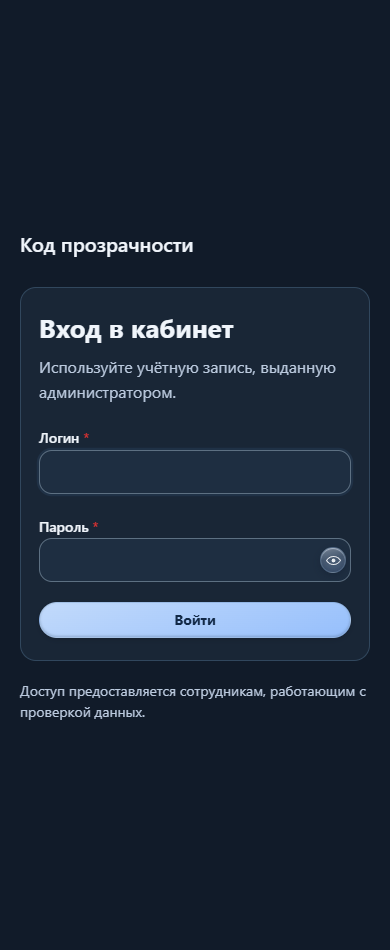 Код прозрачности
Вход в кабинет
Используйте учётную запись, выданную
администратором.
Логин *
Пароль *
Войти
Доступ предоставляется сотрудникам, работающим с
проверкой данных.